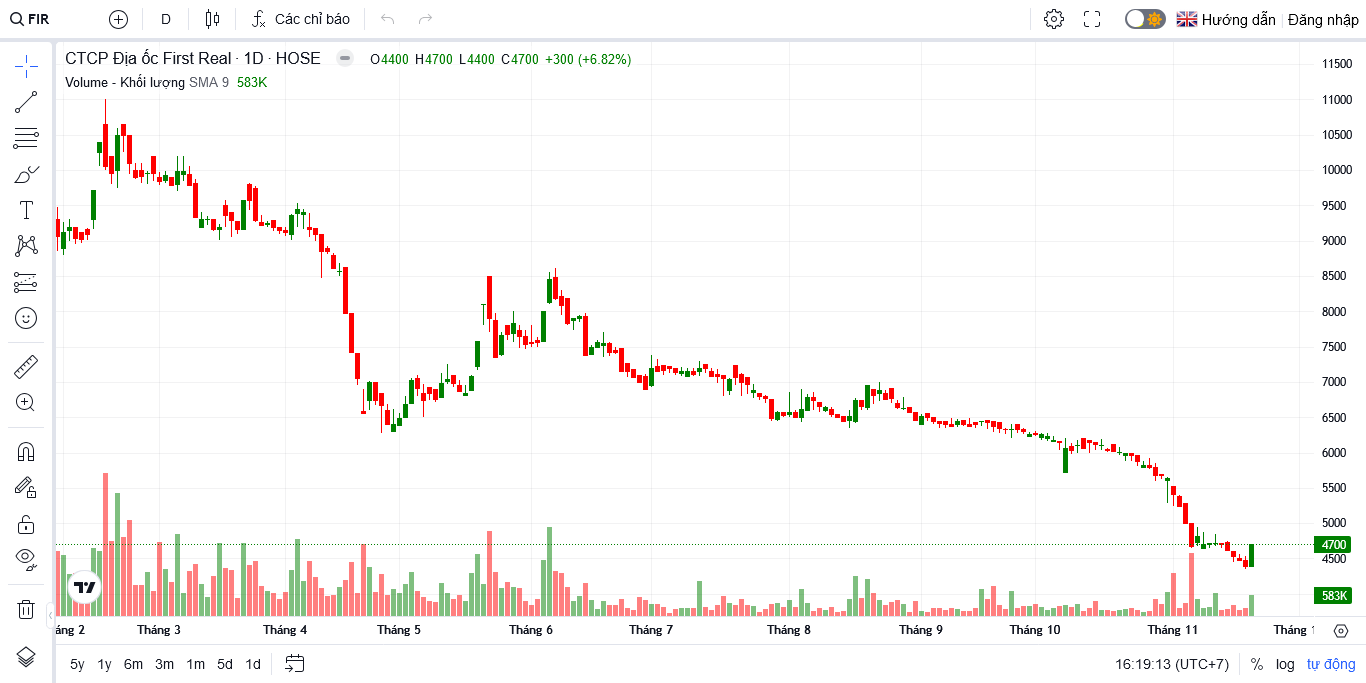 FIR D Các chỉ báo Hướng dẫn Đăng nhập
CTCP Địa ốc First Real · 1D · HOSE O4400 H4700 L4400 C4700 +300 (+6.82%)
Volume - Khối lượng SMA 9 583K
11500
11000
10500
10000
9500
9000
8500
8000
7500
7000
6500
6000
5500
5000
4700
4500
583K
áng 2 Tháng 3 Tháng 4 Tháng 5 Tháng 6 Tháng 7 Tháng 8 Tháng 9 Tháng 10 Tháng 11 Tháng 1
5y 1y 6m 3m 1m 5d 1d 16:19:13 (UTC+7) % log tự động